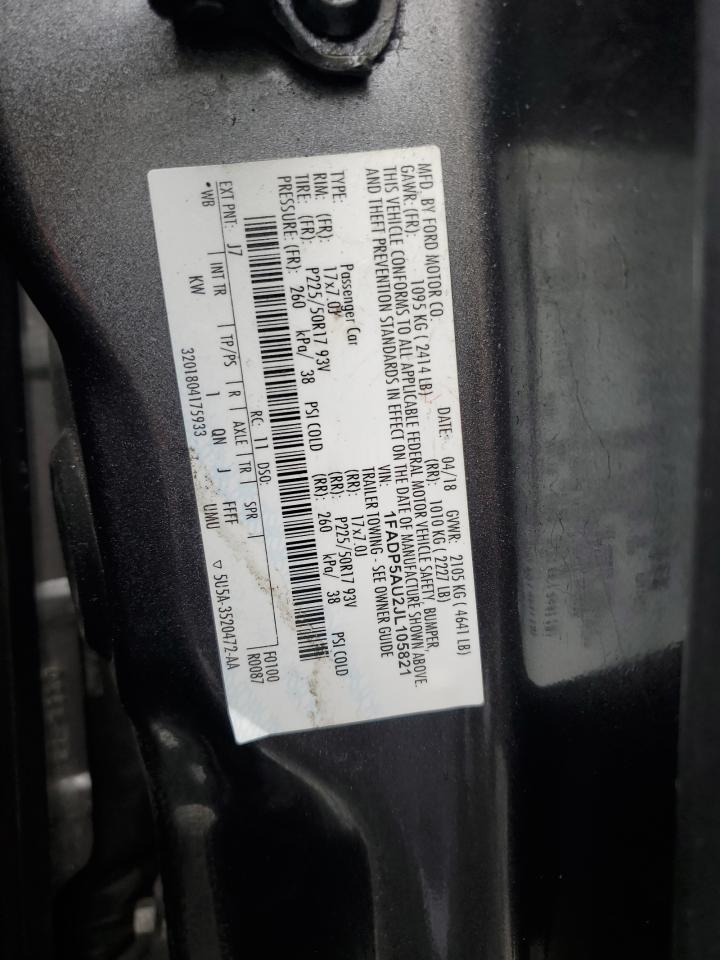 MFD. BY FORD MOTOR CO. DATE: 04/18 GVWR: 2105 KG ( 4641 LB)
GAWR: (FR): 1095 KG ( 2414 LB) (RR): 1010 KG ( 2227 LB)
THIS VEHICLE CONFORMS TO ALL APPLICABLE FEDERAL MOTOR VEHICLE SAFETY, BUMPER,
AND THEFT PREVENTION STANDARDS IN EFFECT ON THE DATE OF MANUFACTURE SHOWN ABOVE.
VIN: 1FADP5AU2JL105821
TYPE: Passenger Car TRAILER TOWING - SEE OWNER GUIDE
RIM: (FR): 17x7.0J (RR): 17x7.0J
TIRE: (FR): P225/50R17 93V (RR): P225/50R17 93V
PRESSURE: (FR): 260 kPa/ 38 PSI COLD (RR): 260 kPa/ 38 PSI COLD
RC: 11 DSO: F0100
EXT PNT: J7 INT TR TP/PS R AXLE TR SPR R0087
*WB KW 1 QN J FFFF UMU
3201804175933 ▽ 5U5A-3520472-AA